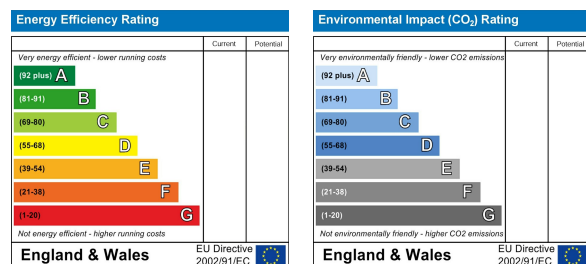 Energy Efficiency Rating
Current Potential
Very energy efficient - lower running costs
(92 plus) A
(81-91) B
(69-80) C
(55-68) D
(39-54) E
(21-38) F
(1-20) G
Not energy efficient - higher running costs
England & Wales
EU Directive
2002/91/EC
Environmental Impact (CO₂) Rating
Current Potential
Very environmentally friendly - lower CO2 emissions
(92 plus) A
(81-91) B
(69-80) C
(55-68) D
(39-54) E
(21-38) F
(1-20) G
Not environmentally friendly - higher CO2 emissions
England & Wales
EU Directive
2002/91/EC